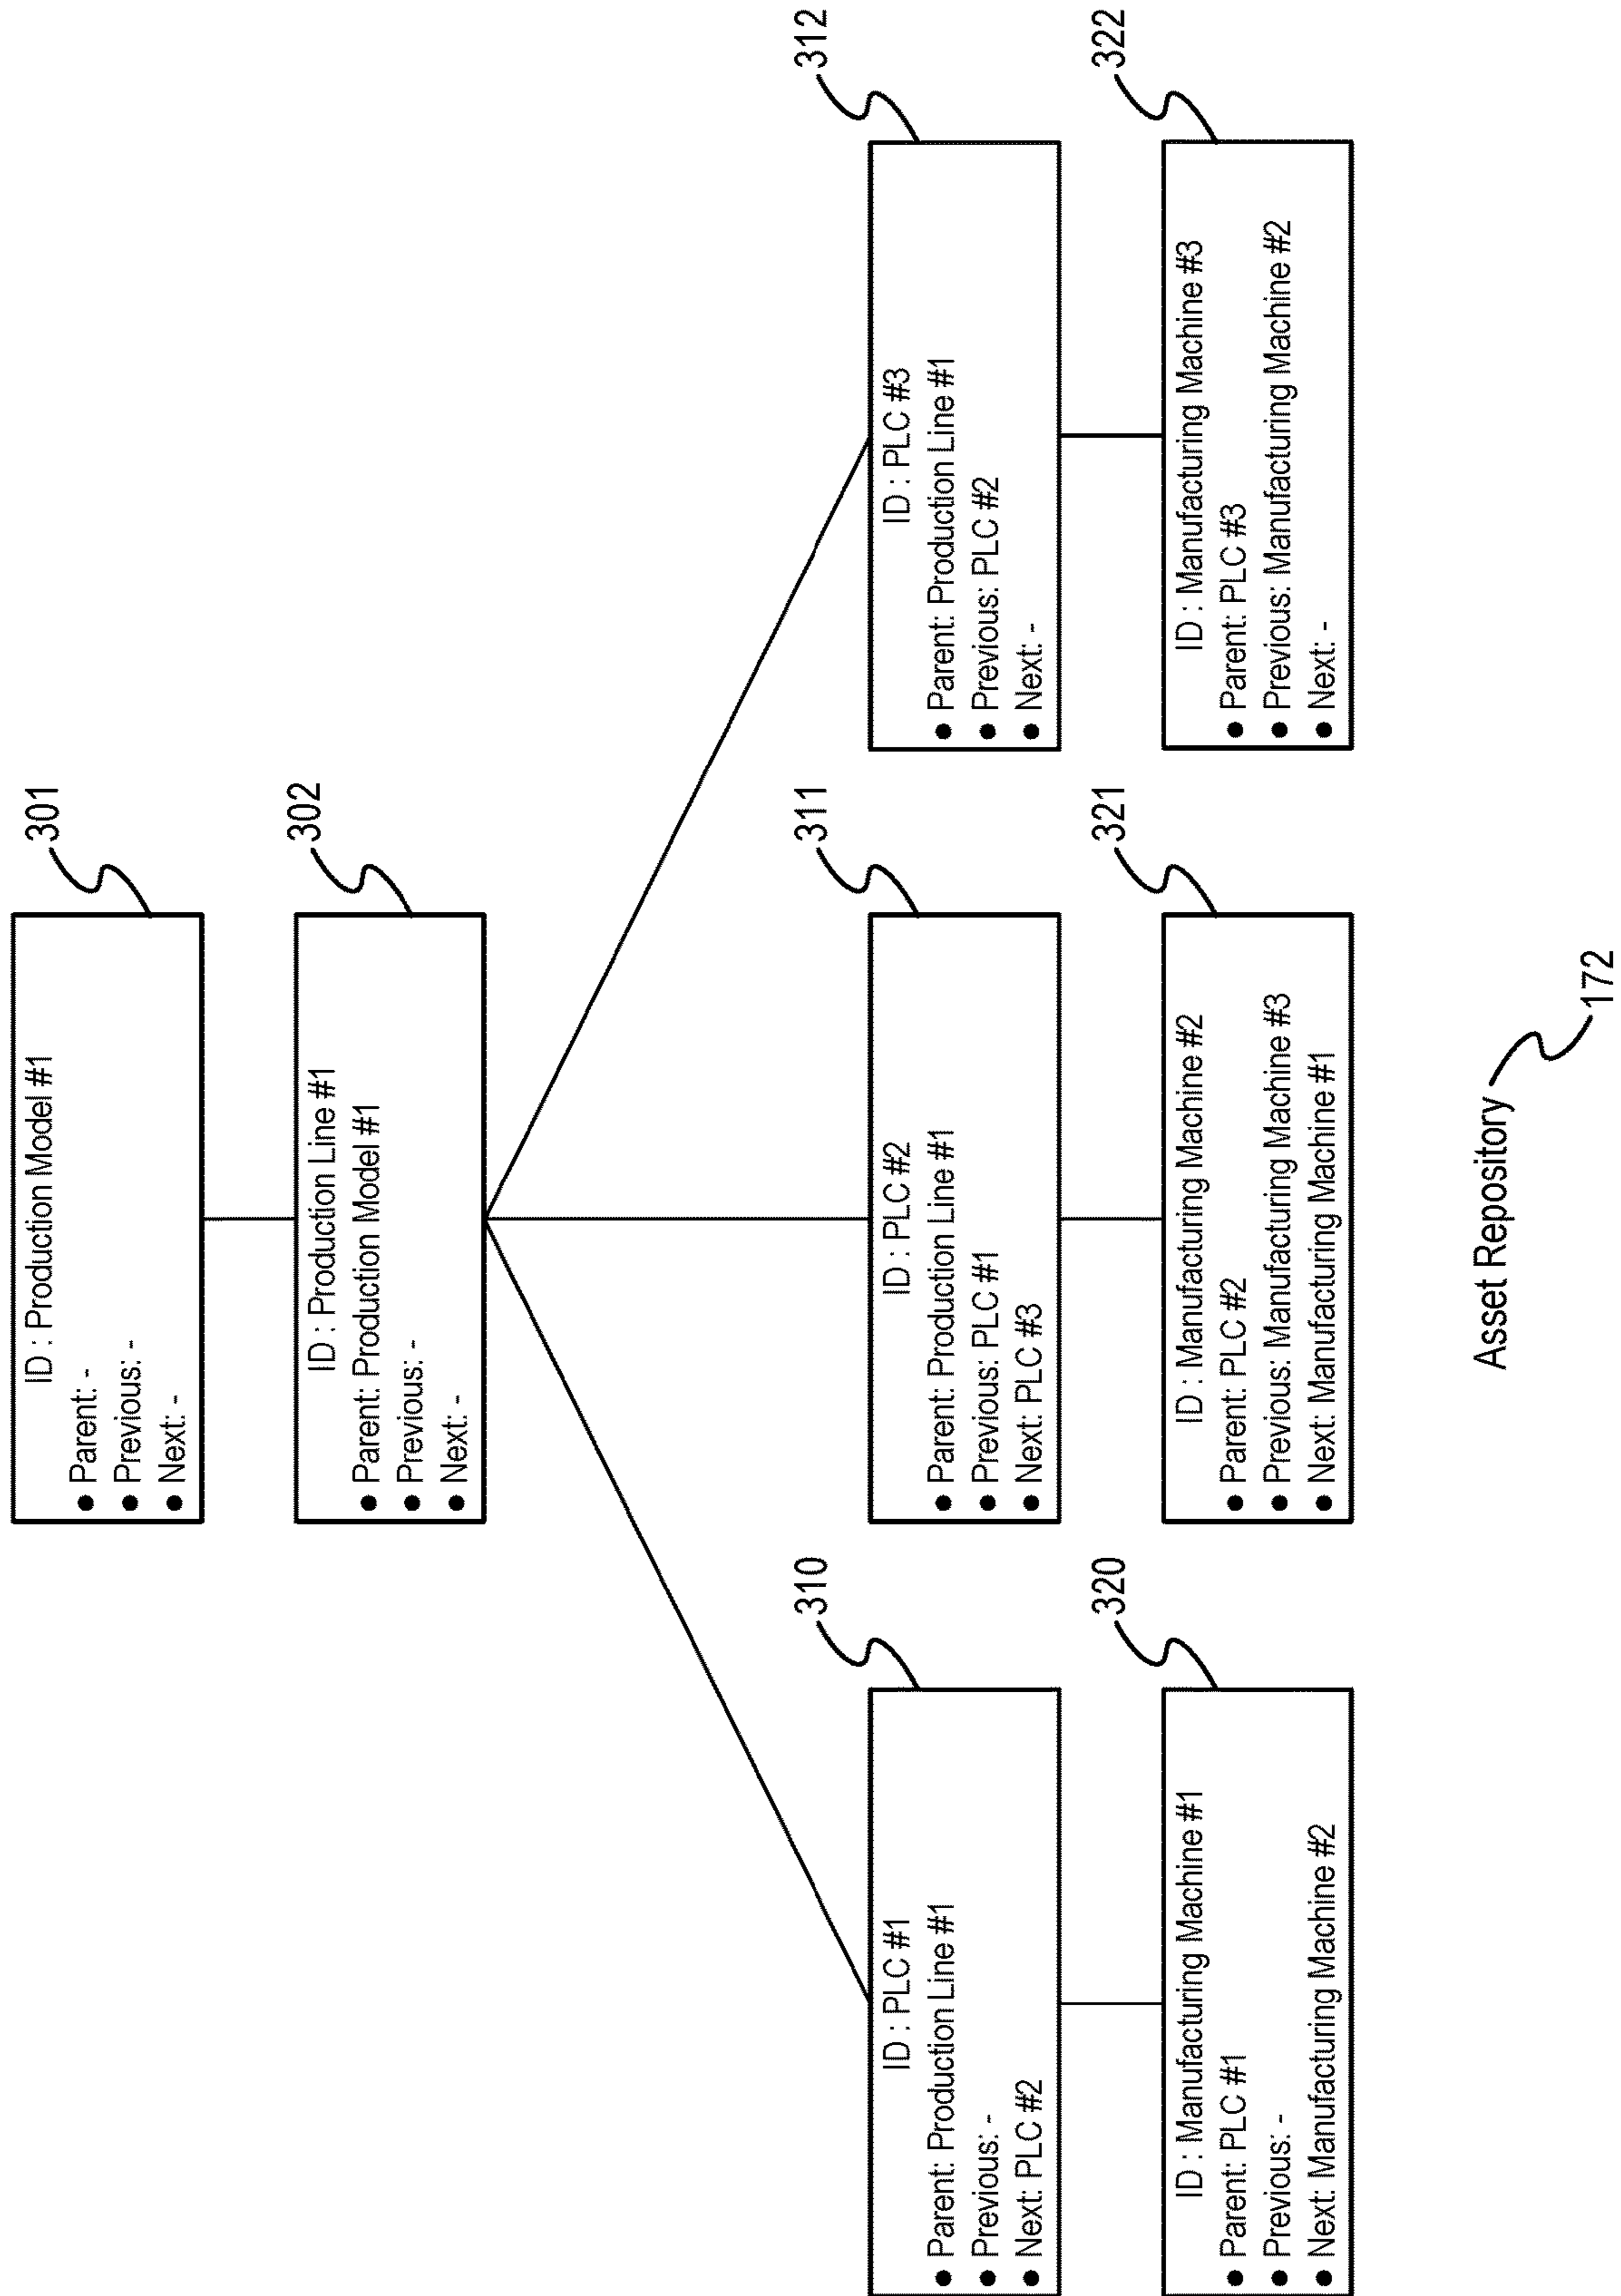 301
ID : Production Model #1
● Parent: -
● Previous: -
● Next: -
302
ID : Production Line #1
● Parent: Production Model #1
● Previous: -
● Next: -
310
ID : PLC #1
● Parent: Production Line #1
● Previous: -
● Next: PLC #2
311
ID : PLC #2
● Parent: Production Line #1
● Previous: PLC #1
● Next: PLC #3
312
ID : PLC #3
● Parent: Production Line #1
● Previous: PLC #2
● Next: -
320
ID : Manufacturing Machine #1
● Parent: PLC #1
● Previous: -
● Next: Manufacturing Machine #2
321
ID : Manufacturing Machine #2
● Parent: PLC #2
● Previous: Manufacturing Machine #3
● Next: Manufacturing Machine #1
322
ID : Manufacturing Machine #3
● Parent: PLC #3
● Previous: Manufacturing Machine #2
● Next: -
Asset Repository 172